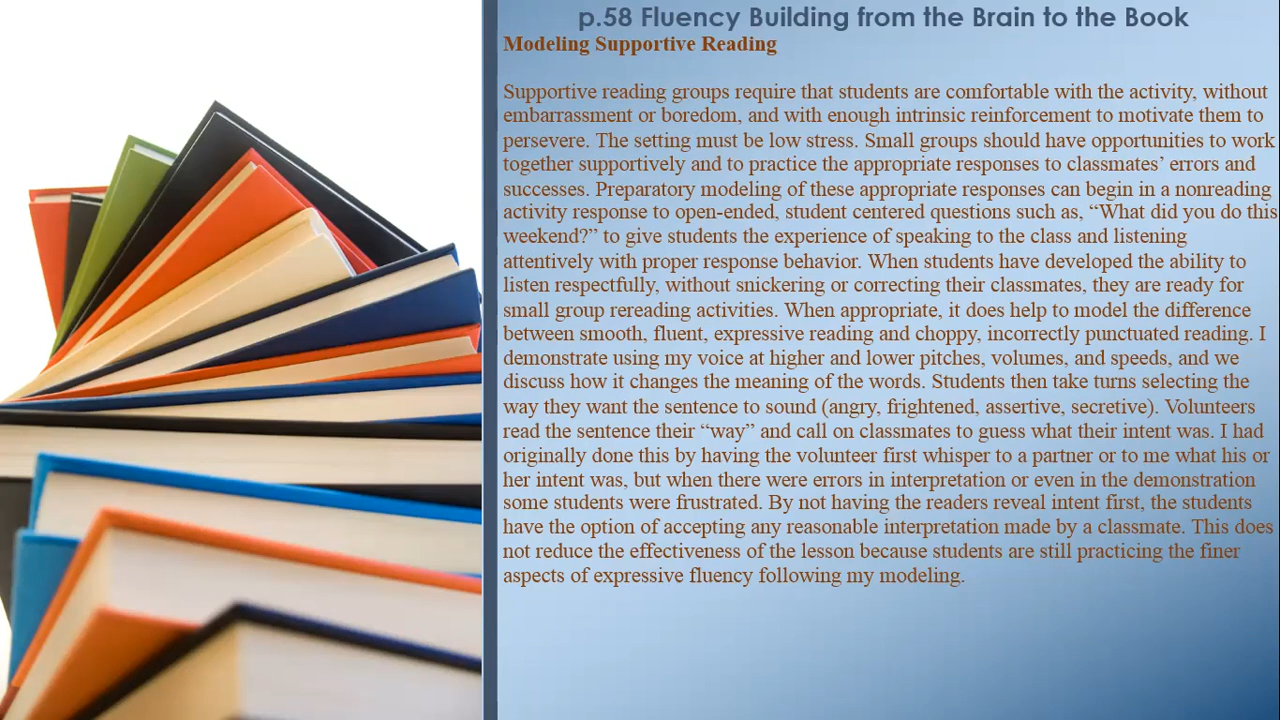 p.58 Fluency Building from the Brain to the Book
Modeling Supportive Reading
Supportive reading groups require that students are comfortable with the activity, without
embarrassment or boredom, and with enough intrinsic reinforcement to motivate them to
persevere. The setting must be low stress. Small groups should have opportunities to work
together supportively and to practice the appropriate responses to classmates’ errors and
successes. Preparatory modeling of these appropriate responses can begin in a nonreading
activity response to open-ended, student centered questions such as, “What did you do this
weekend?” to give students the experience of speaking to the class and listening
attentively with proper response behavior. When students have developed the ability to
listen respectfully, without snickering or correcting their classmates, they are ready for
small group rereading activities. When appropriate, it does help to model the difference
between smooth, fluent, expressive reading and choppy, incorrectly punctuated reading. I
demonstrate using my voice at higher and lower pitches, volumes, and speeds, and we
discuss how it changes the meaning of the words. Students then take turns selecting the
way they want the sentence to sound (angry, frightened, assertive, secretive). Volunteers
read the sentence their “way” and call on classmates to guess what their intent was. I had
originally done this by having the volunteer first whisper to a partner or to me what his or
her intent was, but when there were errors in interpretation or even in the demonstration
some students were frustrated. By not having the readers reveal intent first, the students
have the option of accepting any reasonable interpretation made by a classmate. This does
not reduce the effectiveness of the lesson because students are still practicing the finer
aspects of expressive fluency following my modeling.